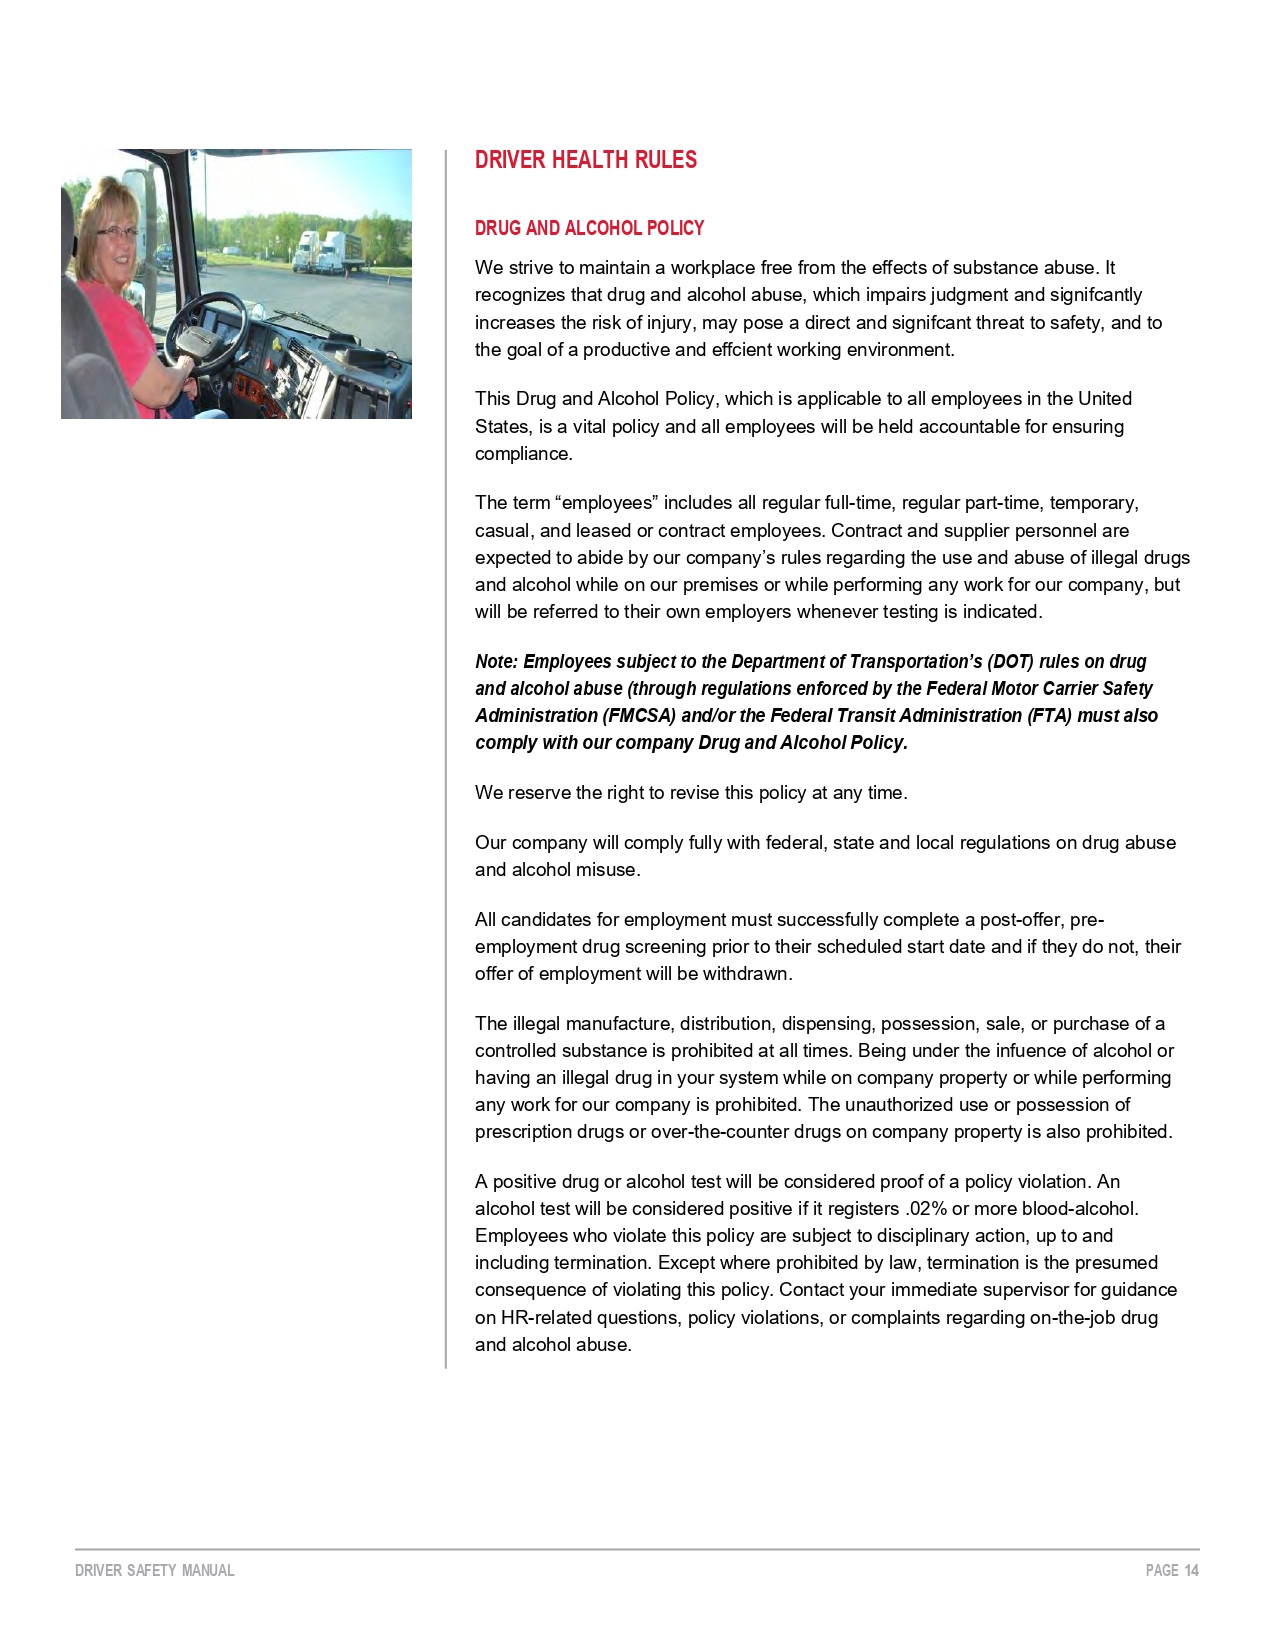 DRIVER HEALTH RULES
DRUG AND ALCOHOL POLICY
We strive to maintain a workplace free from the effects of substance abuse. It
recognizes that drug and alcohol abuse, which impairs judgment and signifcantly
increases the risk of injury, may pose a direct and signifcant threat to safety, and to
the goal of a productive and effcient working environment.
This Drug and Alcohol Policy, which is applicable to all employees in the United
States, is a vital policy and all employees will be held accountable for ensuring
compliance.
The term “employees” includes all regular full-time, regular part-time, temporary,
casual, and leased or contract employees. Contract and supplier personnel are
expected to abide by our company’s rules regarding the use and abuse of illegal drugs
and alcohol while on our premises or while performing any work for our company, but
will be referred to their own employers whenever testing is indicated.
Note: Employees subject to the Department of Transportation’s (DOT) rules on drug
and alcohol abuse (through regulations enforced by the Federal Motor Carrier Safety
Administration (FMCSA) and/or the Federal Transit Administration (FTA) must also
comply with our company Drug and Alcohol Policy.
We reserve the right to revise this policy at any time.
Our company will comply fully with federal, state and local regulations on drug abuse
and alcohol misuse.
All candidates for employment must successfully complete a post-offer, pre-
employment drug screening prior to their scheduled start date and if they do not, their
offer of employment will be withdrawn.
The illegal manufacture, distribution, dispensing, possession, sale, or purchase of a
controlled substance is prohibited at all times. Being under the infuence of alcohol or
having an illegal drug in your system while on company property or while performing
any work for our company is prohibited. The unauthorized use or possession of
prescription drugs or over-the-counter drugs on company property is also prohibited.
A positive drug or alcohol test will be considered proof of a policy violation. An
alcohol test will be considered positive if it registers .02% or more blood-alcohol.
Employees who violate this policy are subject to disciplinary action, up to and
including termination. Except where prohibited by law, termination is the presumed
consequence of violating this policy. Contact your immediate supervisor for guidance
on HR-related questions, policy violations, or complaints regarding on-the-job drug
and alcohol abuse.
DRIVER SAFETY MANUAL
PAGE 14